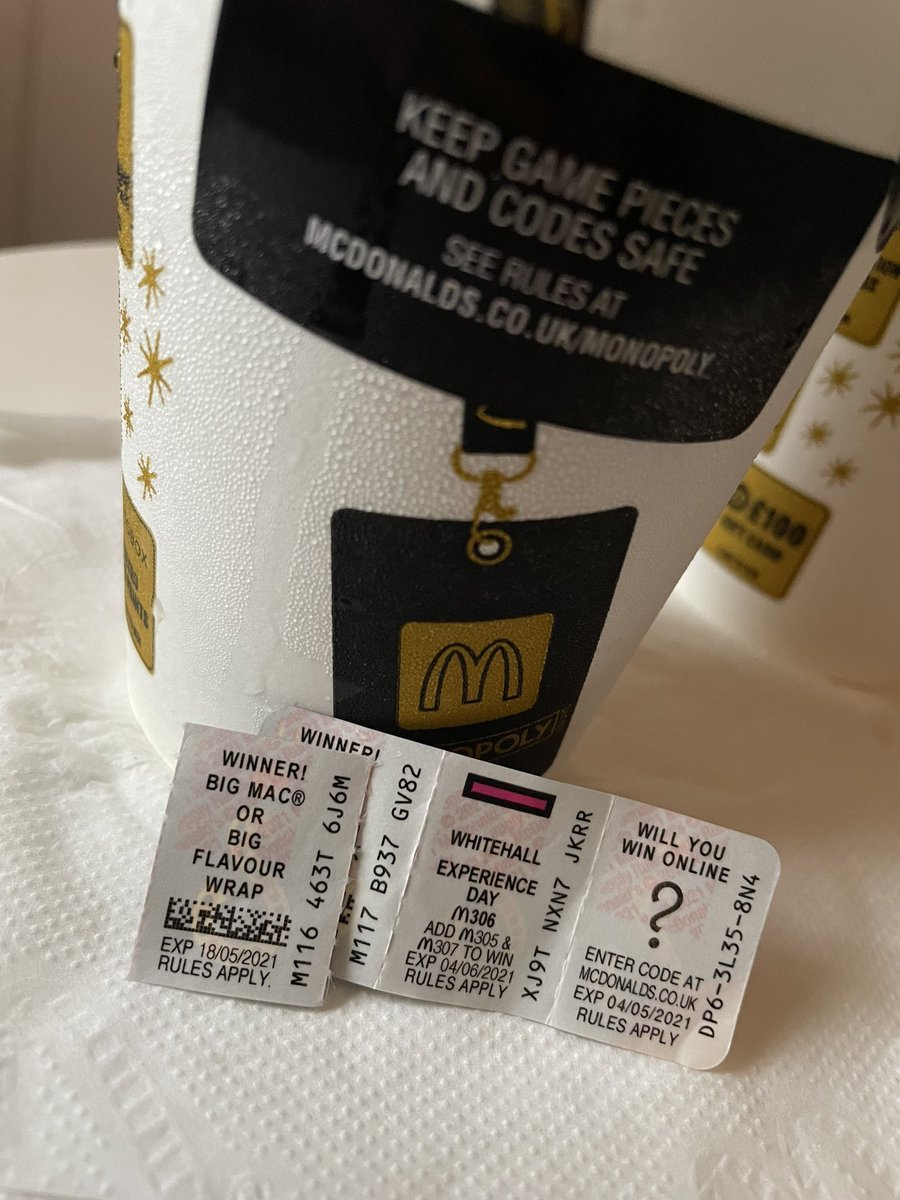 KEEP GAME PIECES
AND CODES SAFE
SEE RULES AT
MCDONALDS.CO.UK/MONOPOLY.
£100
OPOLY
WINNER!
BIG MAC®
OR
BIG
FLAVOUR
WRAP
EXP 18/05/2021
RULES APPLY.
M116 463T 6J6M
WINNER!
M117 B937 GV82
WHITEHALL
EXPERIENCE
DAY
M306
ADD M305 &
M307 TO WIN
EXP 04/06/2021
RULES APPLY
XJ9T NXN7 JKRR
WILL YOU
WIN ONLINE
?
ENTER CODE AT
MCDONALDS.CO.UK
EXP 04/05/2021
RULES APPLY
DP6-3L35-8N4